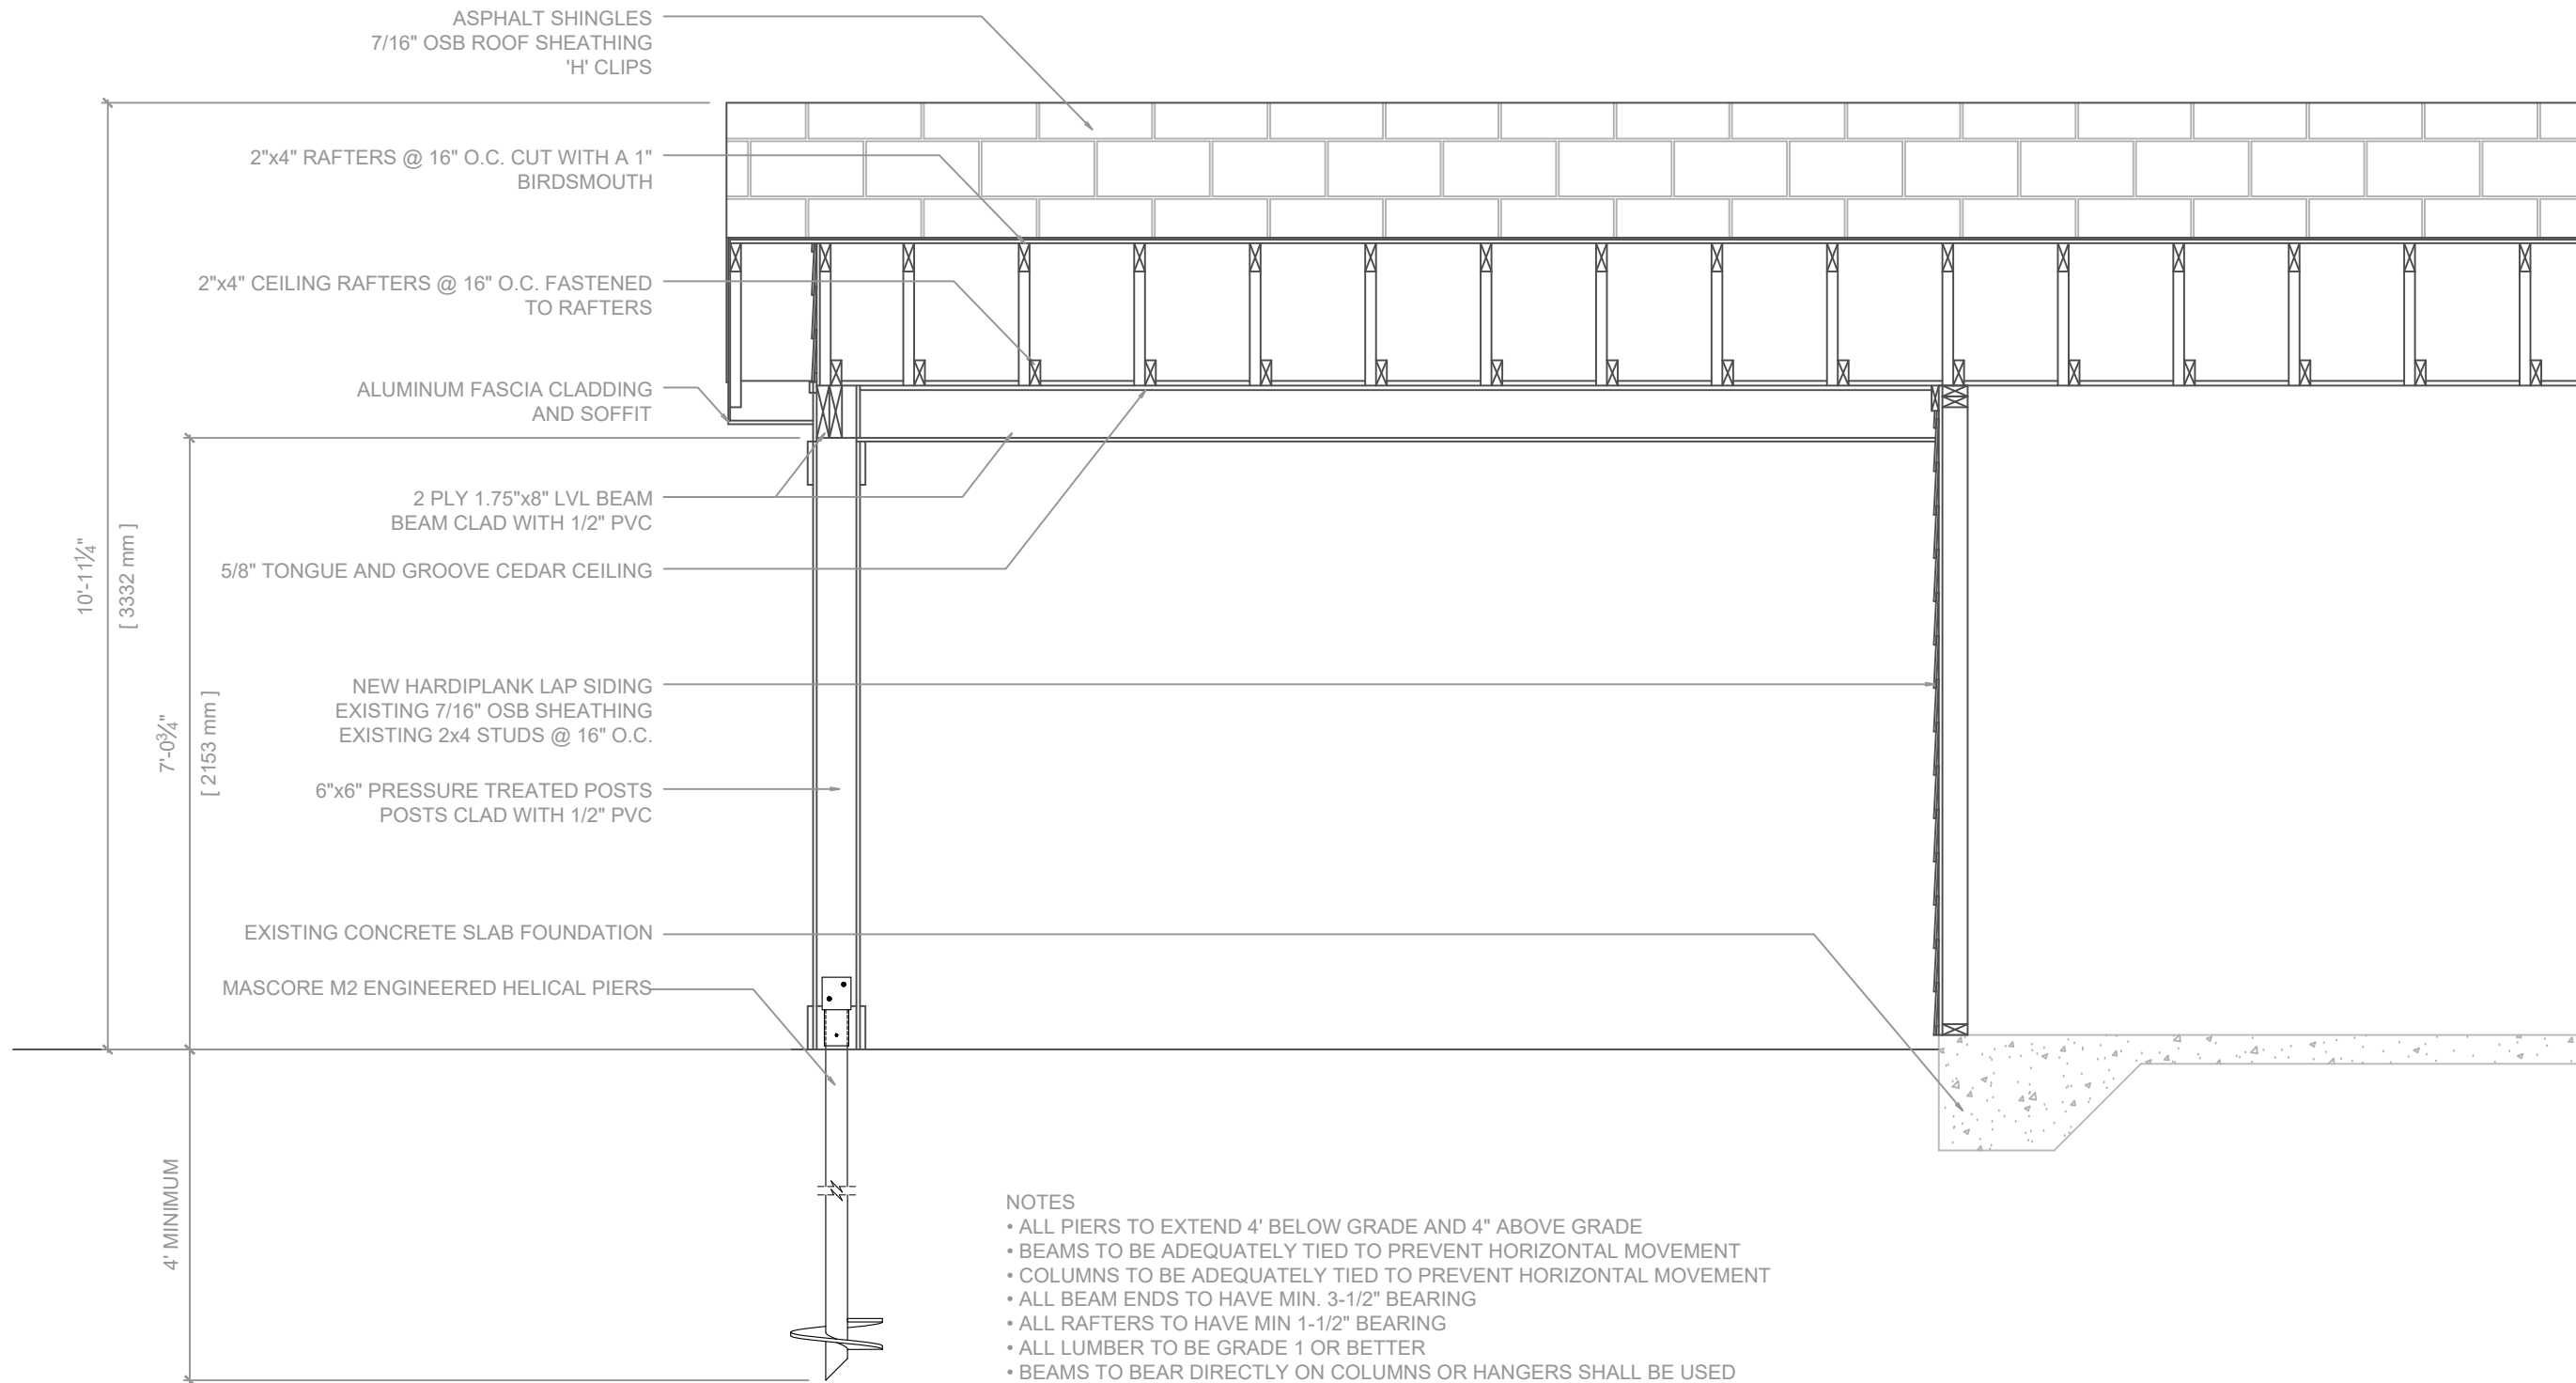 ASPHALT SHINGLES
7/16" OSB ROOF SHEATHING
'H' CLIPS
2"x4" RAFTERS @ 16" O.C. CUT WITH A 1"
BIRDSMOUTH
2"x4" CEILING RAFTERS @ 16" O.C. FASTENED
TO RAFTERS
ALUMINUM FASCIA CLADDING
AND SOFFIT
2 PLY 1.75"x8" LVL BEAM
BEAM CLAD WITH 1/2" PVC
5/8" TONGUE AND GROOVE CEDAR CEILING
10'-11¼"
[ 3332 mm ]
7'-0¾"
[ 2153 mm ]
NEW HARDIPLANK LAP SIDING
EXISTING 7/16" OSB SHEATHING
EXISTING 2x4 STUDS @ 16" O.C.
6"x6" PRESSURE TREATED POSTS
POSTS CLAD WITH 1/2" PVC
EXISTING CONCRETE SLAB FOUNDATION
MASCORE M2 ENGINEERED HELICAL PIERS
4' MINIMUM
NOTES
• ALL PIERS TO EXTEND 4' BELOW GRADE AND 4" ABOVE GRADE
• BEAMS TO BE ADEQUATELY TIED TO PREVENT HORIZONTAL MOVEMENT
• COLUMNS TO BE ADEQUATELY TIED TO PREVENT HORIZONTAL MOVEMENT
• ALL BEAM ENDS TO HAVE MIN. 3-1/2" BEARING
• ALL RAFTERS TO HAVE MIN 1-1/2" BEARING
• ALL LUMBER TO BE GRADE 1 OR BETTER
• BEAMS TO BEAR DIRECTLY ON COLUMNS OR HANGERS SHALL BE USED